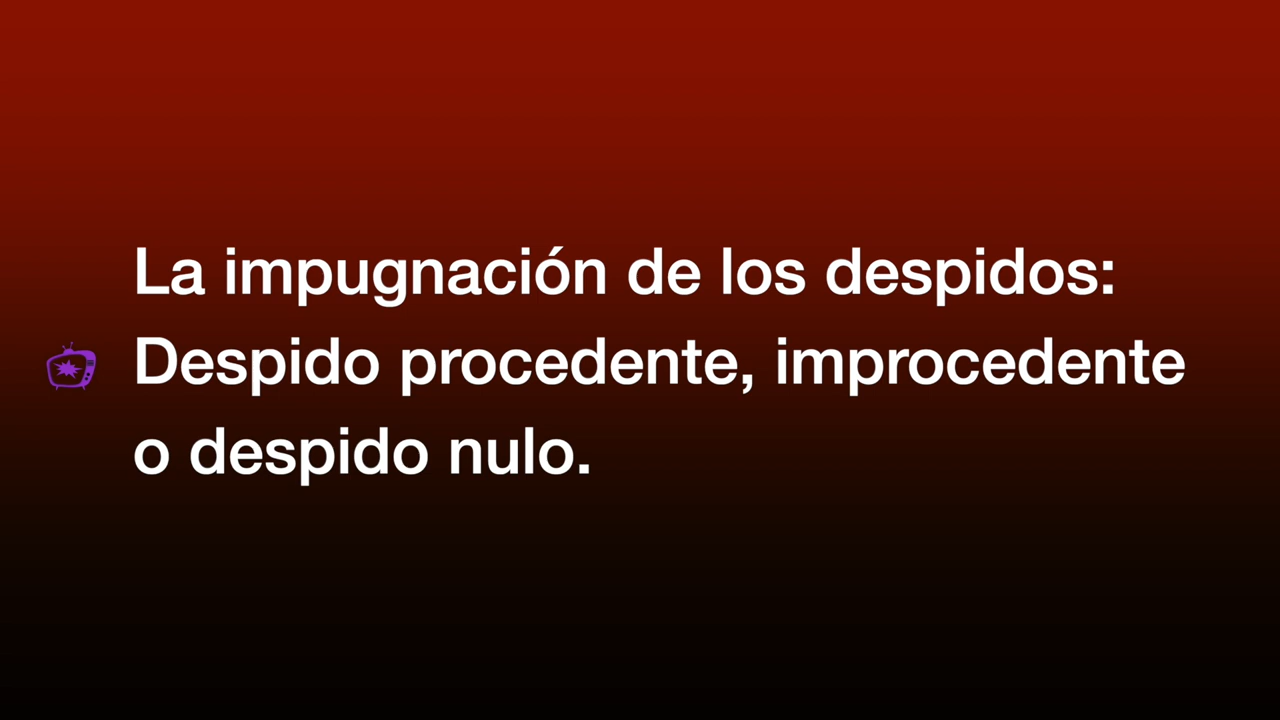 La impugnación de los despidos:
Despido procedente, improcedente
o despido nulo.